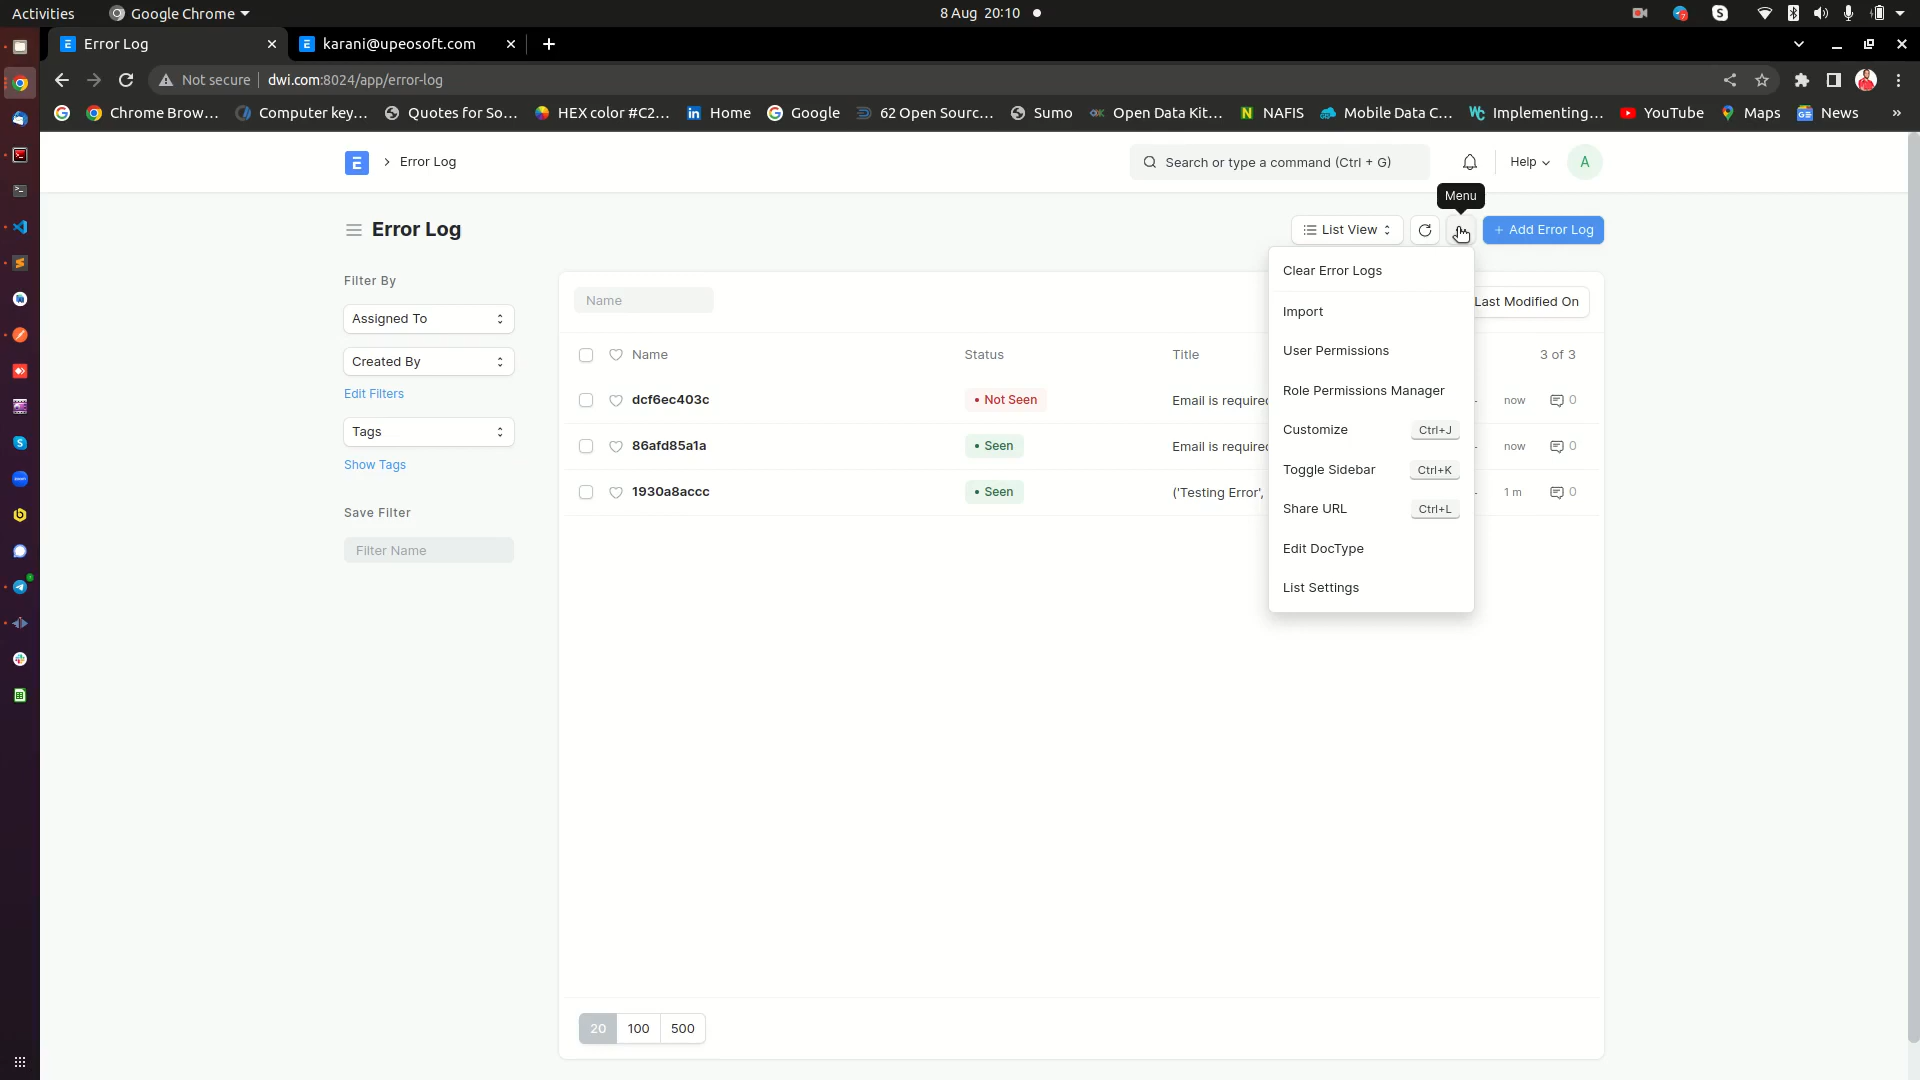 Activities
Google Chrome
8 Aug 20:10
Error Log
karani@upeosoft.com
Not secure
dwi.com:8024/app/error-log
Chrome Brow...
Computer key...
Quotes for So...
HEX color #C2...
Home
Google
62 Open Sourc...
Sumo
Open Data Kit...
NAFIS
Mobile Data C...
Implementing...
YouTube
Maps
News
»
E
Error Log
Search or type a command (Ctrl + G)
Help
A
Menu
Error Log
List View
+ Add Error Log
Filter By
Assigned To
Created By
Edit Filters
Tags
Show Tags
Save Filter
Filter Name
Name
Last Modified On
Name
Status
Title
3 of 3
dcf6ec403c
Not Seen
Email is required
now
0
86afd85a1a
Seen
Email is required
now
0
1930a8accc
Seen
('Testing Error',
1 m
0
Clear Error Logs
Import
User Permissions
Role Permissions Manager
Customize Ctrl+J
Toggle Sidebar Ctrl+K
Share URL Ctrl+L
Edit DocType
List Settings
20
100
500